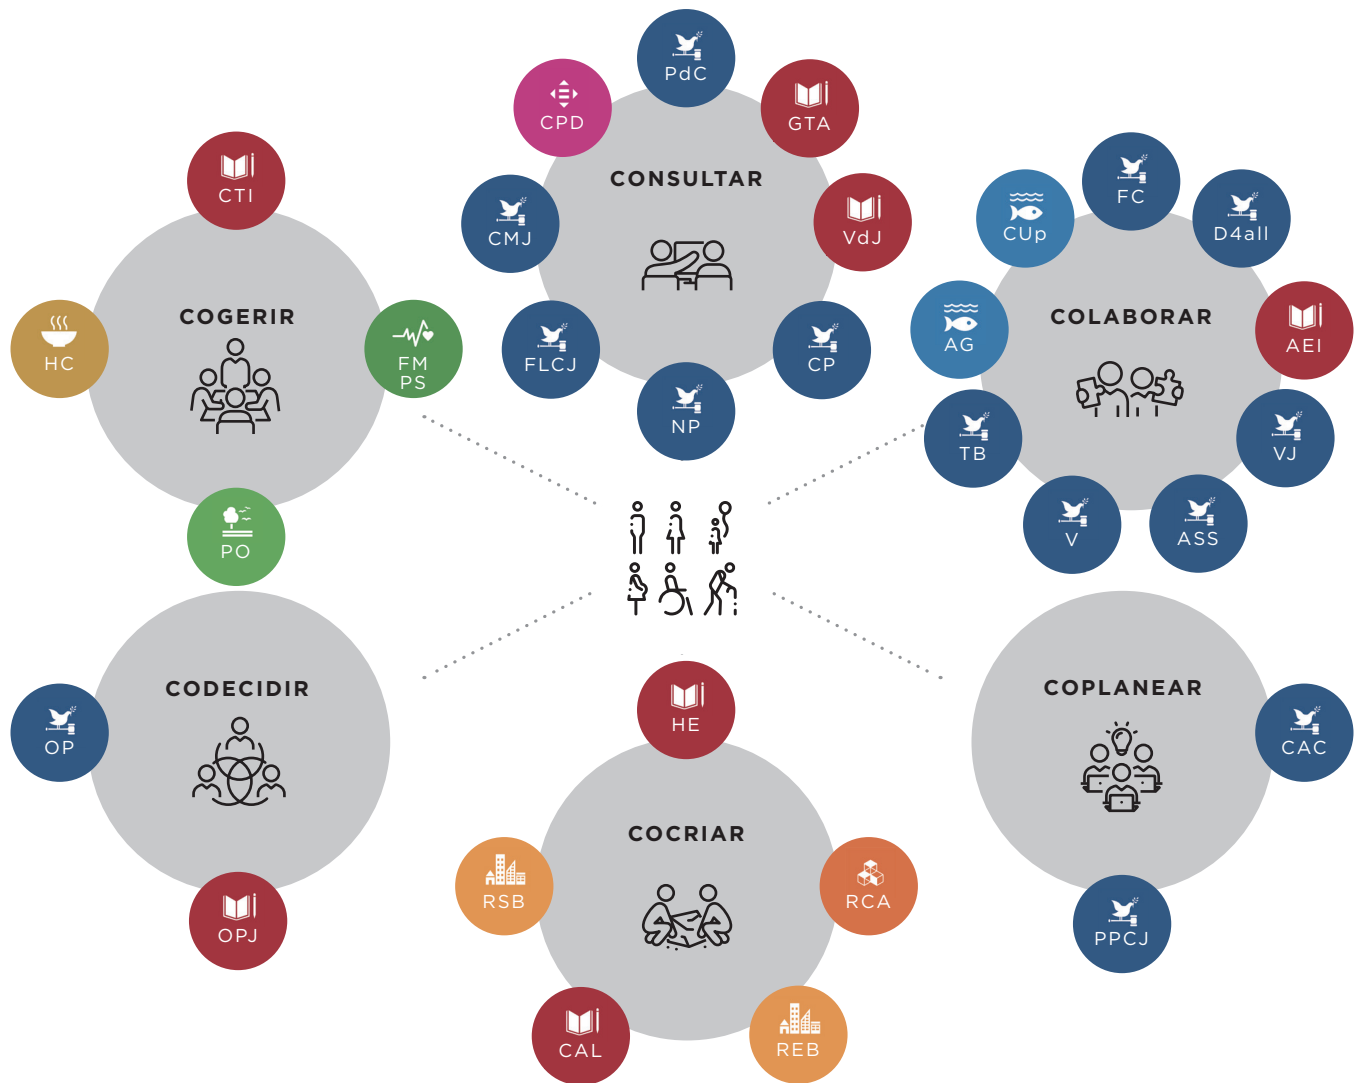 PdC
CPD
GTA
CONSULTAR
CMJ
VdJ
FLCJ
CP
NP
CTI
COGERIR
HC
FM
PS
PO
FC
CUp
D4all
COLABORAR
AG
AEI
TB
VJ
V
ASS
CODECIDIR
OP
OPJ
HE
COCRIAR
RSB
RCA
CAL
REB
COPLANEAR
CAC
PPCJ